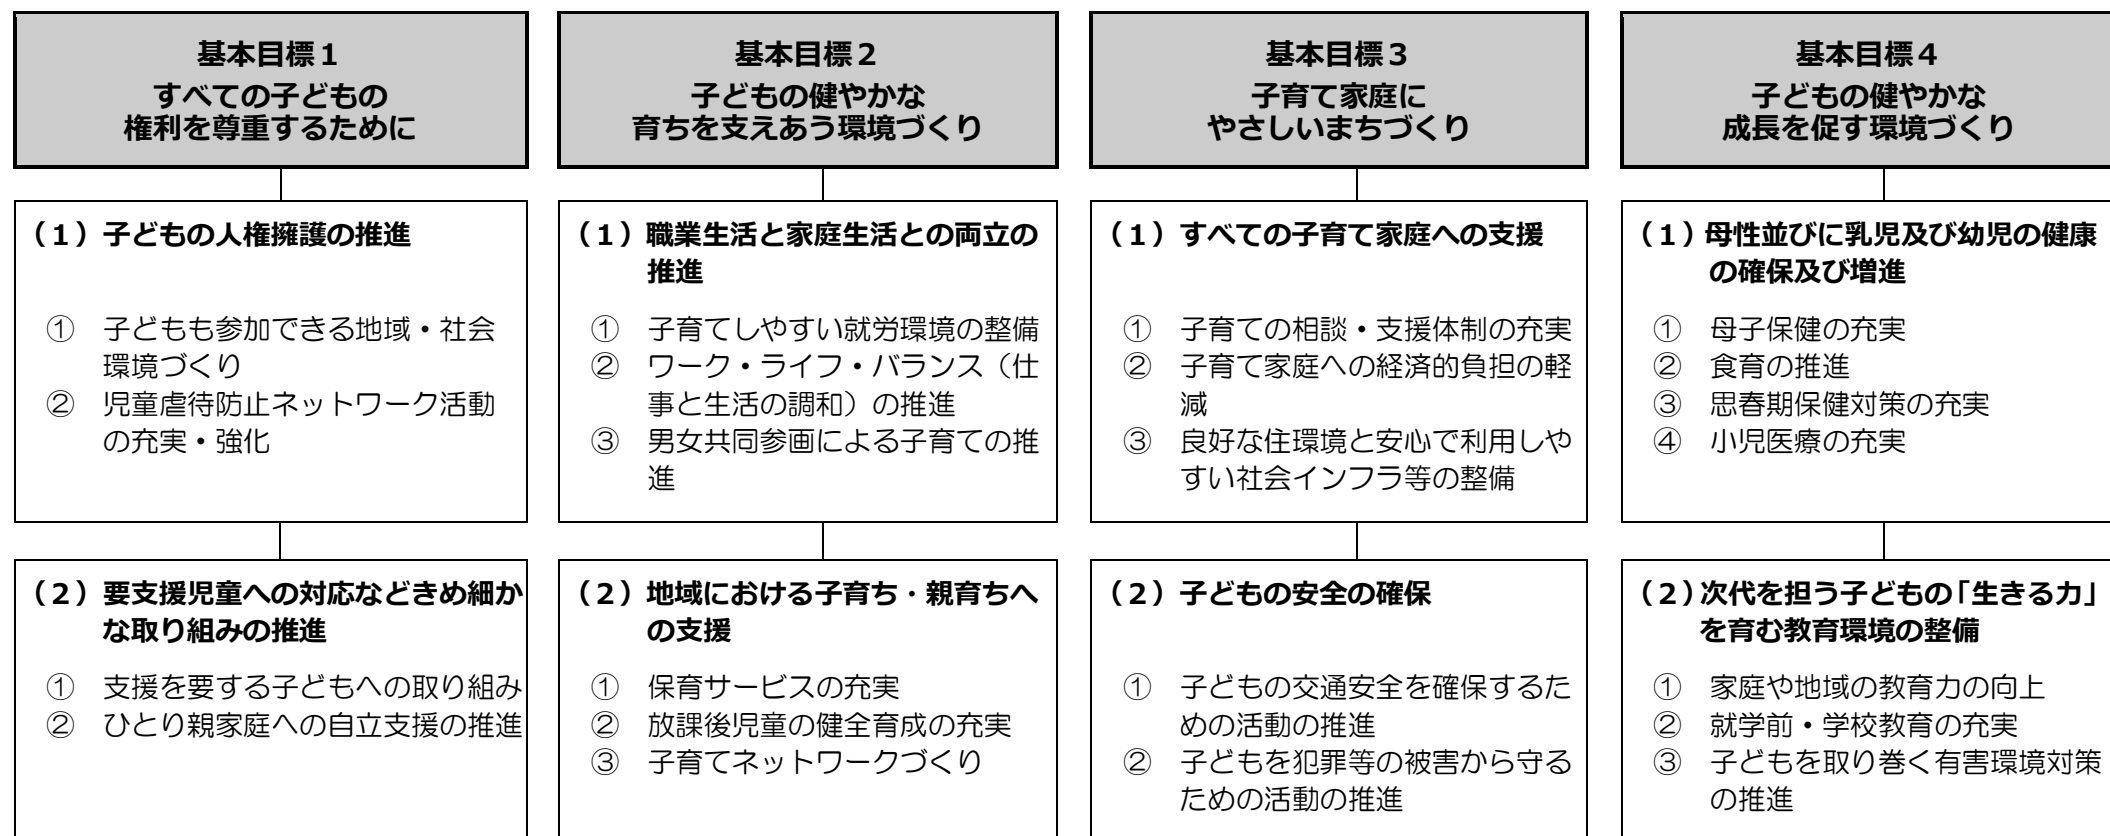 基本目標１
すべての子どもの
権利を尊重するために
（１）子どもの人権擁護の推進
① 子どもも参加できる地域・社会
環境づくり
② 児童虐待防止ネットワーク活動
の充実・強化
（２）要支援児童への対応などきめ細か
な取り組みの推進
① 支援を要する子どもへの取り組み
② ひとり親家庭への自立支援の推進
基本目標２
子どもの健やかな
育ちを支えあう環境づくり
（１）職業生活と家庭生活との両立の
推進
① 子育てしやすい就労環境の整備
② ワーク・ライフ・バランス（仕
事と生活の調和）の推進
③ 男女共同参画による子育ての推
進
（２）地域における子育ち・親育ちへ
の支援
① 保育サービスの充実
② 放課後児童の健全育成の充実
③ 子育てネットワークづくり
基本目標３
子育て家庭に
やさしいまちづくり
（１）すべての子育て家庭への支援
① 子育ての相談・支援体制の充実
② 子育て家庭への経済的負担の軽
減
③ 良好な住環境と安心で利用しや
すい社会インフラ等の整備
（２）子どもの安全の確保
① 子どもの交通安全を確保するた
めの活動の推進
② 子どもを犯罪等の被害から守る
ための活動の推進
基本目標４
子どもの健やかな
成長を促す環境づくり
（１）母性並びに乳児及び幼児の健康
の確保及び増進
① 母子保健の充実
② 食育の推進
③ 思春期保健対策の充実
④ 小児医療の充実
（２）次代を担う子どもの「生きる力」
を育む教育環境の整備
① 家庭や地域の教育力の向上
② 就学前・学校教育の充実
③ 子どもを取り巻く有害環境対策
の推進